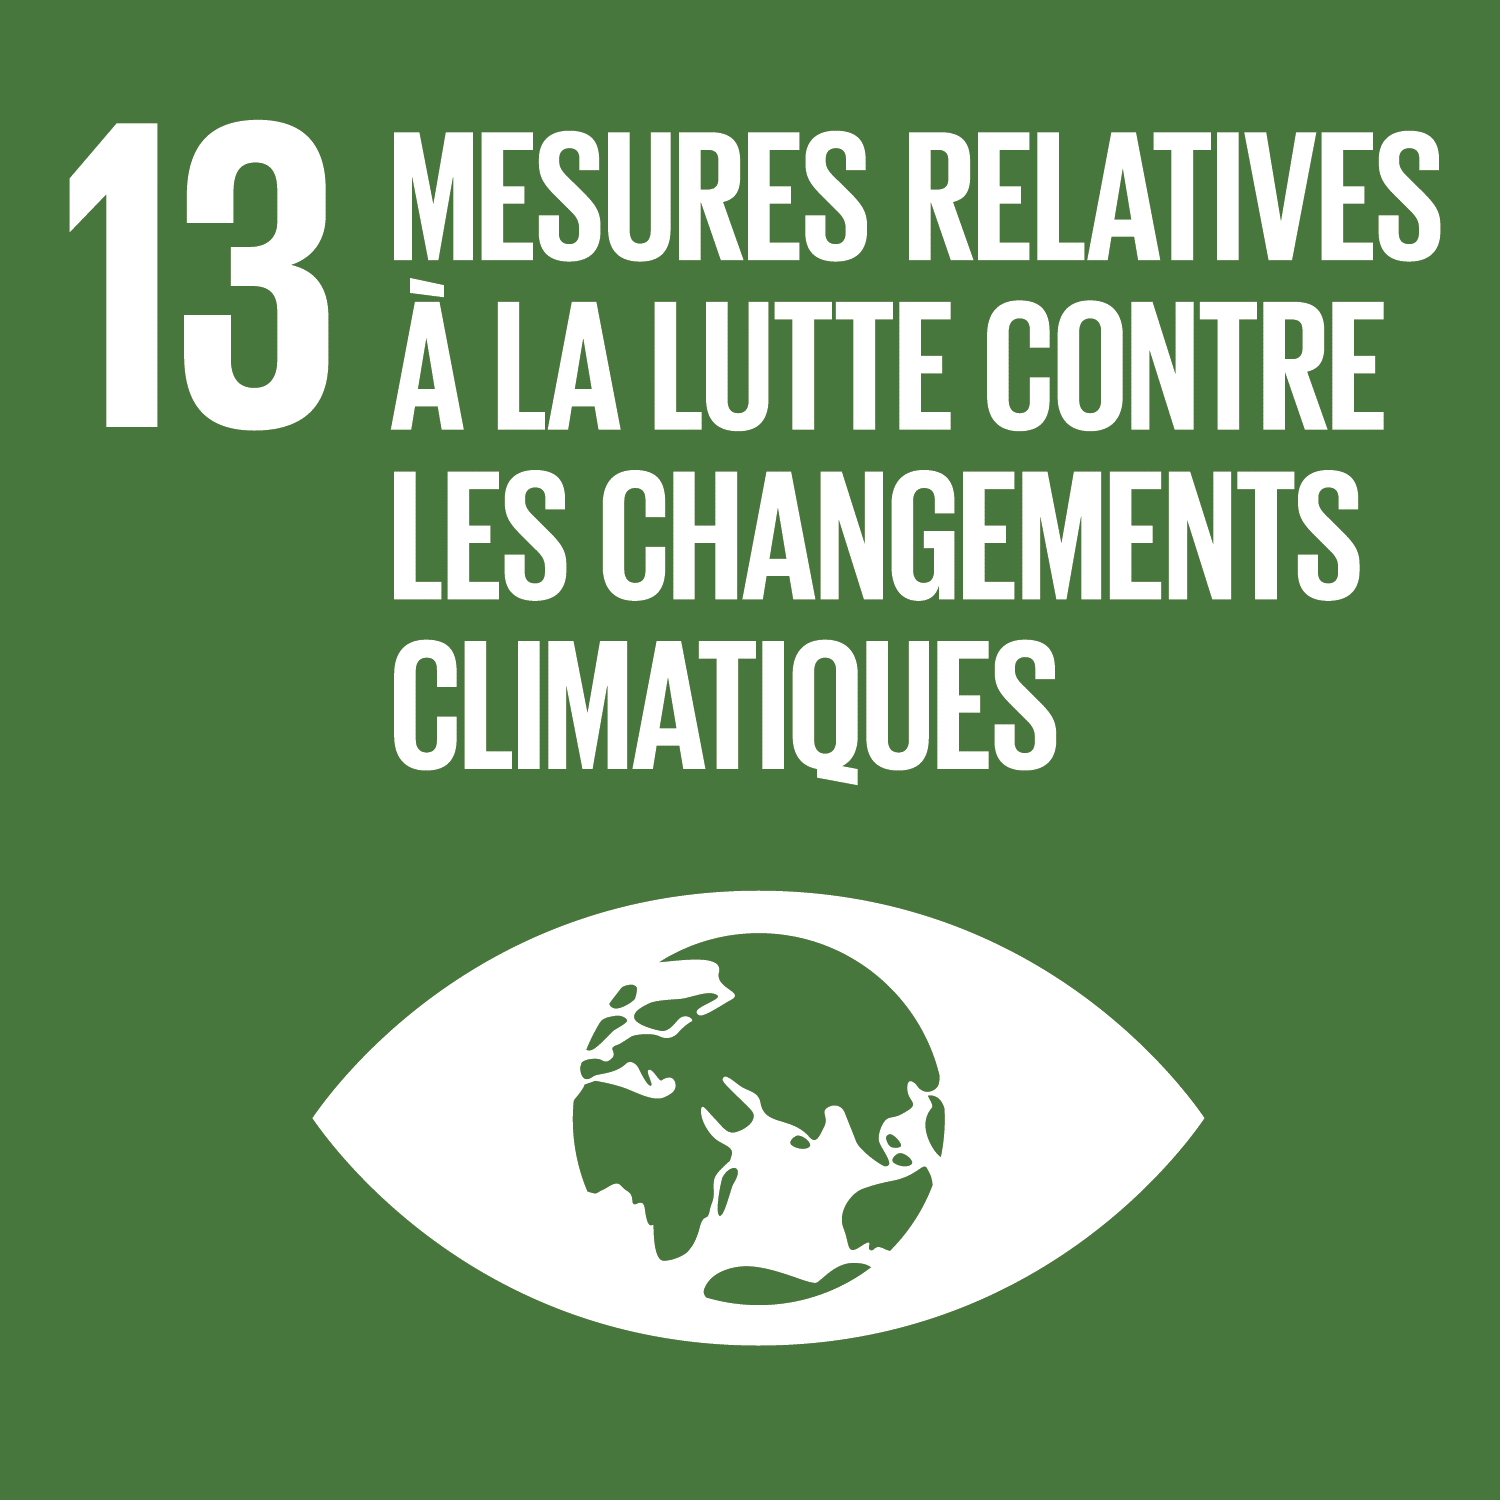 13
MESURES RELATIVES
À LA LUTTE CONTRE
LES CHANGEMENTS
CLIMATIQUES